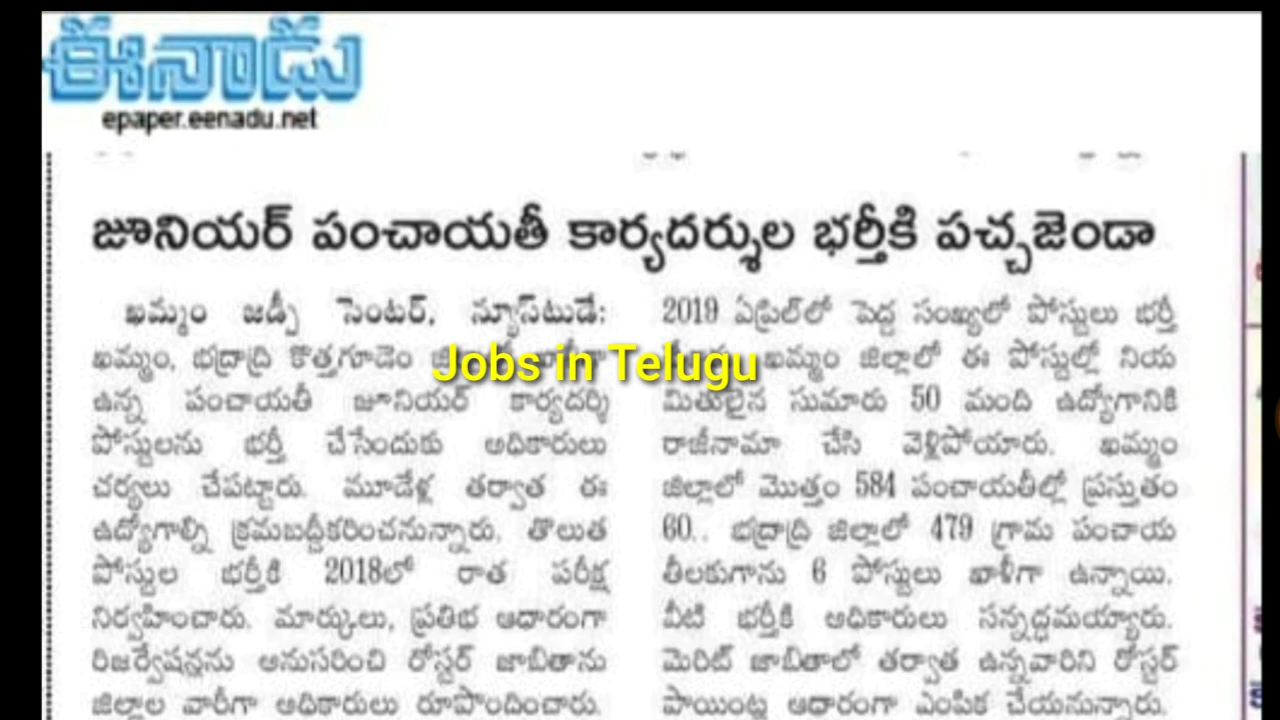 ఈనాడు
epaper.eenadu.net
జూనియర్ పంచాయతీ కార్యదర్శుల భర్తీకి పచ్చజెండా
ఖమ్మం జడ్పీ సెంటర్, న్యూస్‌టుడే:
ఖమ్మం, భద్రాద్రి కొత్తగూడెం
ఉన్న పంచాయతీ జూనియర్ కార్యదర్శి
పోస్టులను భర్తీ చేసేందుకు అధికారులు
చర్యలు చేపట్టారు. మూడేళ్ల తర్వాత ఈ
ఉద్యోగాల్ని క్రమబద్ధీకరించనున్నారు. తొలుత
పోస్టుల భర్తీకి 2018లో రాత పరీక్ష
నిర్వహించారు. మార్కులు, ప్రతిభ ఆధారంగా
రిజర్వేషన్లను అనుసరించి రోస్టర్ జాబితాను
జిల్లాల వారీగా అధికారులు రూపొందించారు.
2019 ఏప్రిల్‌లో పెద్ద సంఖ్యలో పోస్టులు భర్తీ
ఖమ్మం జిల్లాలో ఈ పోస్టుల్లో నియ
మితులైన సుమారు 50 మంది ఉద్యోగానికి
రాజీనామా చేసి వెళ్లిపోయారు. ఖమ్మం
జిల్లాలో మొత్తం 584 పంచాయతీల్లో ప్రస్తుతం
60.. భద్రాద్రి జిల్లాలో 479 గ్రామ పంచాయ
తీలకుగాను 6 పోస్టులు ఖాళీగా ఉన్నాయి.
వీటి భర్తీకి అధికారులు సన్నద్ధమయ్యారు.
మెరిట్ జాబితాలో తర్వాత ఉన్నవారిని రోస్టర్
పాయింట్ల ఆధారంగా ఎంపిక చేయనున్నారు.
Jobs in Telugu